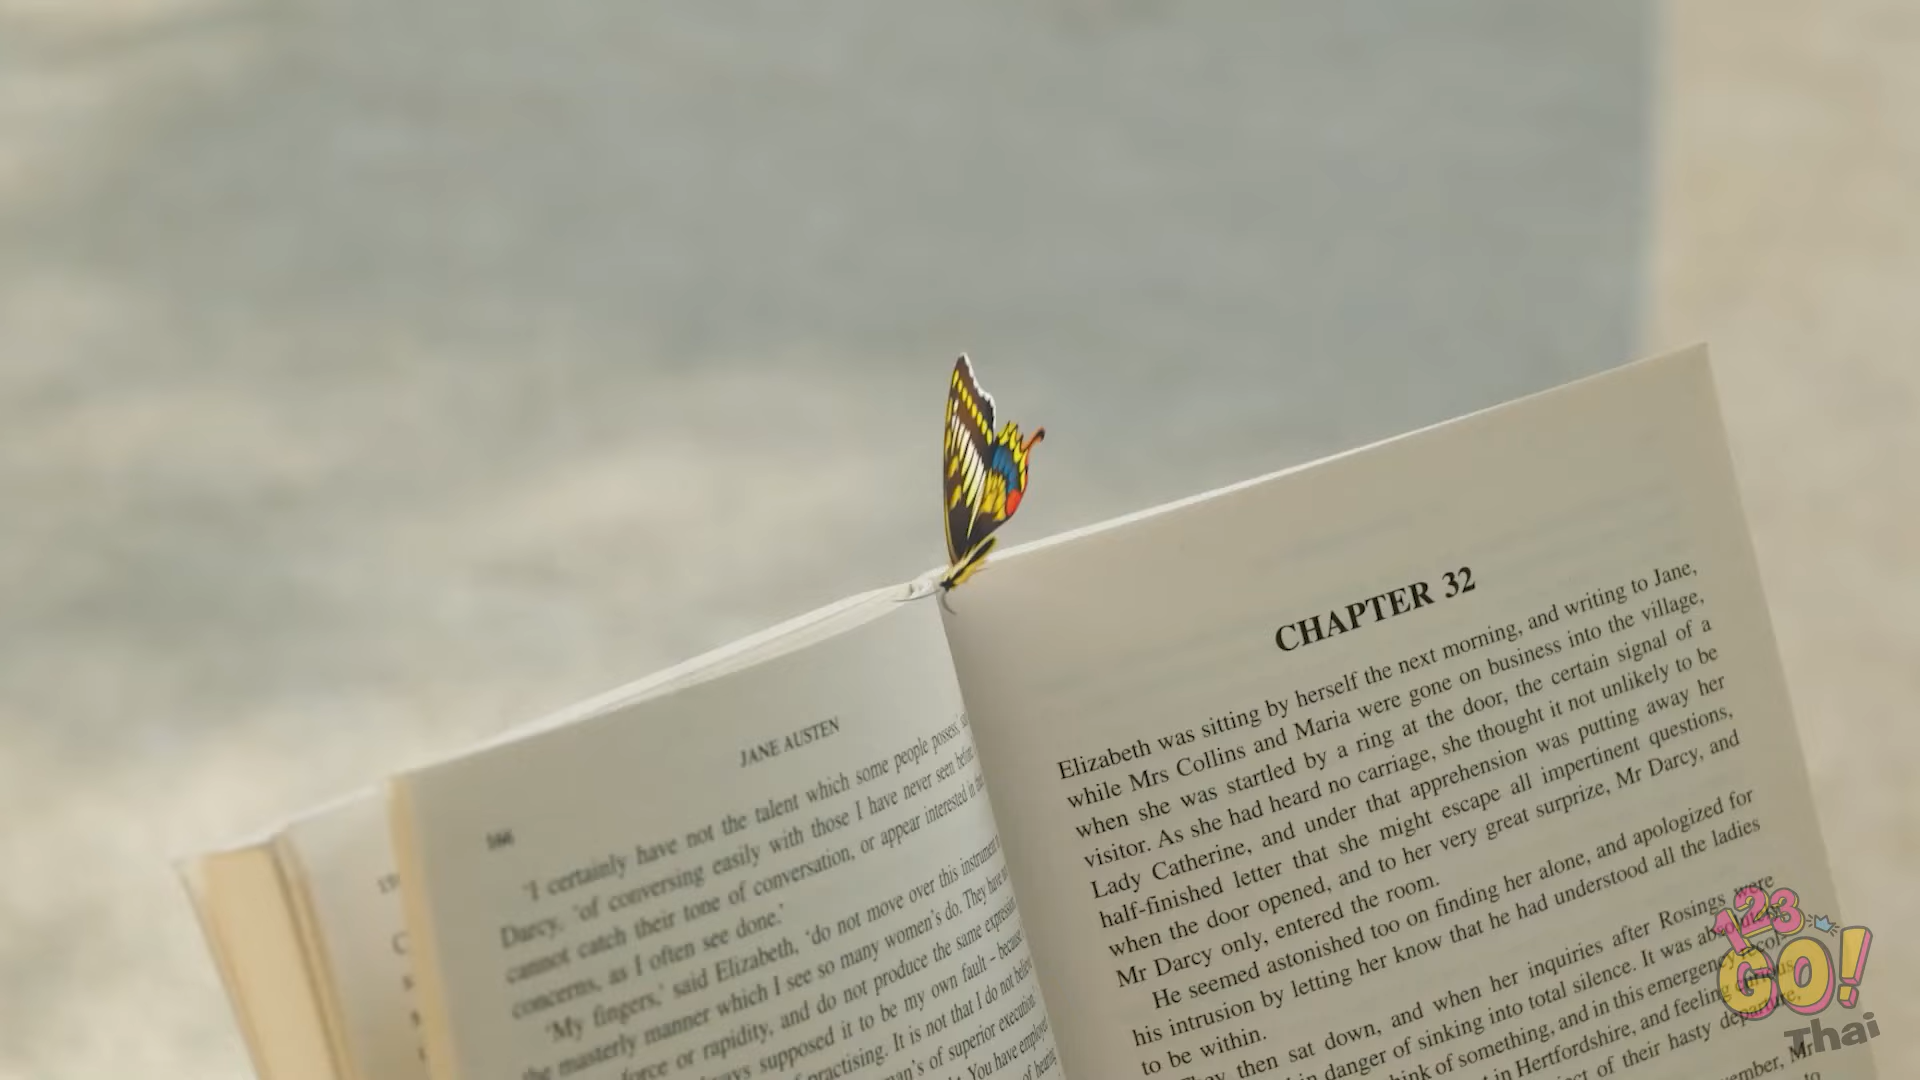 JANE AUSTEN
166
'I certainly have not the talent which some people possess,'
Darcy, 'of conversing easily with those I have never seen before.
cannot catch their tone of conversation, or appear interested in
concerns, as I often see done.'
'My fingers,' said Elizabeth, 'do not move over this instrument
the masterly manner which I see so many women's do. They have
force or rapidity, and do not produce the same expression.
supposed it to be my own fault – because
practising. It is not that I do not believe
of superior execution.'
You have employed
of hearing
CHAPTER 32
Elizabeth was sitting by herself the next morning, and writing to Jane,
while Mrs Collins and Maria were gone on business into the village,
when she was startled by a ring at the door, the certain signal of a
visitor. As she had heard no carriage, she thought it not unlikely to be
Lady Catherine, and under that apprehension was putting away her
half-finished letter that she might escape all impertinent questions,
when the door opened, and to her very great surprize, Mr Darcy, and
Mr Darcy only, entered the room.
He seemed astonished too on finding her alone, and apologized for
his intrusion by letting her know that he had understood all the ladies
to be within.
They then sat down, and when her inquiries after Rosings were
in danger of sinking into total silence. It was absolutely
think of something, and in this emergency
in Hertfordshire, and feeling curious
of their hasty departure,
Mr
to
123
GO!
Thai